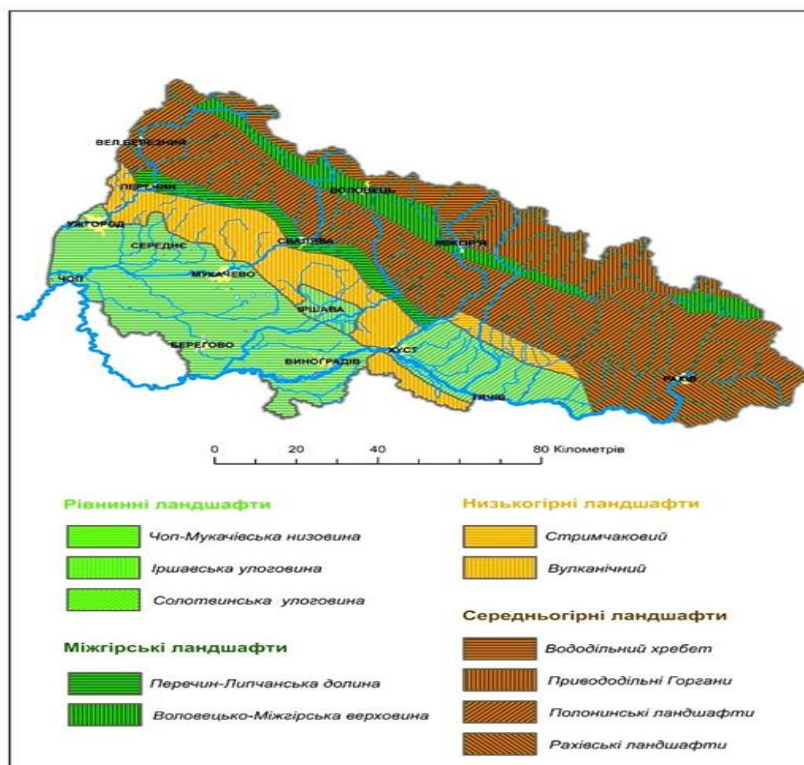 ВЕЛ.БЕРЕЗНИЙ
ПЕРЕЧИН
ВОЛОВЕЦЬ
УЖГОРОД
СЕРЕДНЄ
СВАЛЯВА
МІЖГІР'Я
ЧОП
МУКАЧЕВО
ІРШАВА
БЕРЕГОВО
ВИНОГРАДІВ
ХУСТ
РАХІВ
ТЯЧІВ
0 20 40 80 Кілометрів
Рівнинні ландшафти
Чоп-Мукачівська низовина
Іршавська улоговина
Солотвинська улоговина
Міжгірські ландшафти
Перечин-Липчанська долина
Воловецько-Міжгірська верховина
Низькогірні ландшафти
Стримчаковий
Вулканічний
Середньогірні ландшафти
Вододільний хребет
Привододільні Горгани
Полонинські ландшафти
Рахівські ландшафти